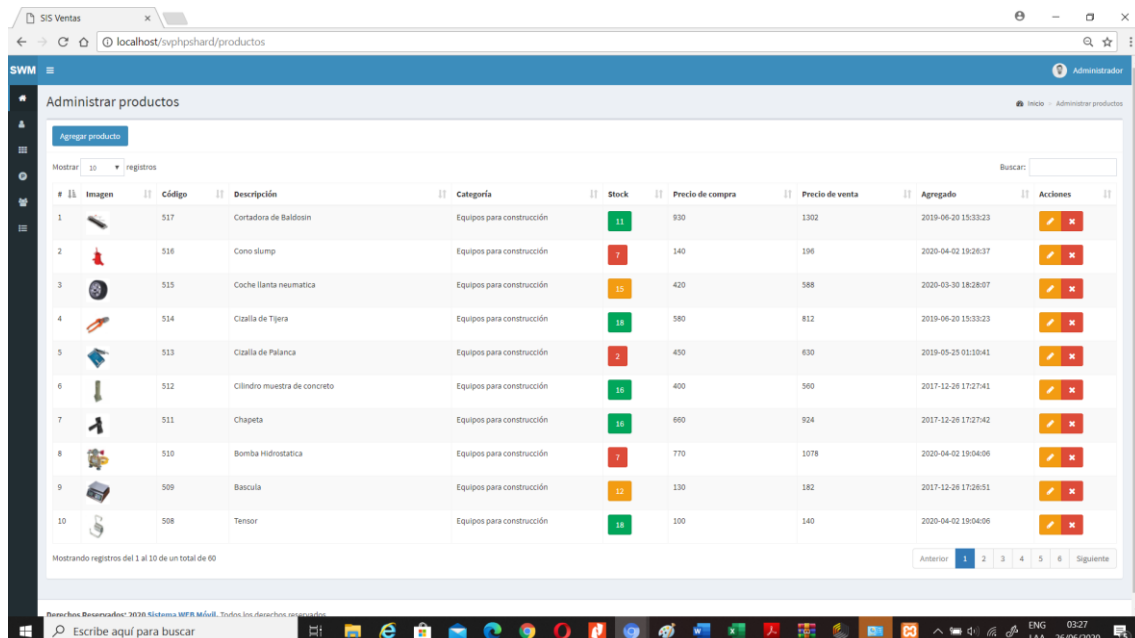 SIS Ventas
localhost/svphpshard/productos
SWM
Administrador
Administrar productos
Inicio > Administrar productos
Agregar producto
Mostrar 10 registros
Buscar:
# Imagen Código Descripción Categoría Stock Precio de compra Precio de venta Agregado Acciones
1 517 Cortadora de Baldosin Equipos para construcción 11 930 1302 2019-06-20 15:33:23
2 516 Cono slump Equipos para construcción 7 140 196 2020-04-02 19:26:37
3 515 Coche llanta neumatica Equipos para construcción 15 420 588 2020-03-30 18:28:07
4 514 Cizalla de Tijera Equipos para construcción 18 580 812 2019-06-20 15:33:23
5 513 Cizalla de Palanca Equipos para construcción 2 450 630 2019-05-25 01:10:41
6 512 Cilindro muestra de concreto Equipos para construcción 16 400 560 2017-12-26 17:27:41
7 511 Chapeta Equipos para construcción 16 660 924 2017-12-26 17:27:42
8 510 Bomba Hidrostatica Equipos para construcción 7 770 1078 2020-04-02 19:04:06
9 509 Bascula Equipos para construcción 12 130 182 2017-12-26 17:26:51
10 508 Tensor Equipos para construcción 18 100 140 2020-04-02 19:04:06
Mostrando registros del 1 al 10 de un total de 60
Anterior 1 2 3 4 5 6 Siguiente
Derechos Reservados: 2020 Sistema WEB Móvil. Todos los derechos reservados
Escribe aquí para buscar
ENG 03:27
LAA 26/06/2020